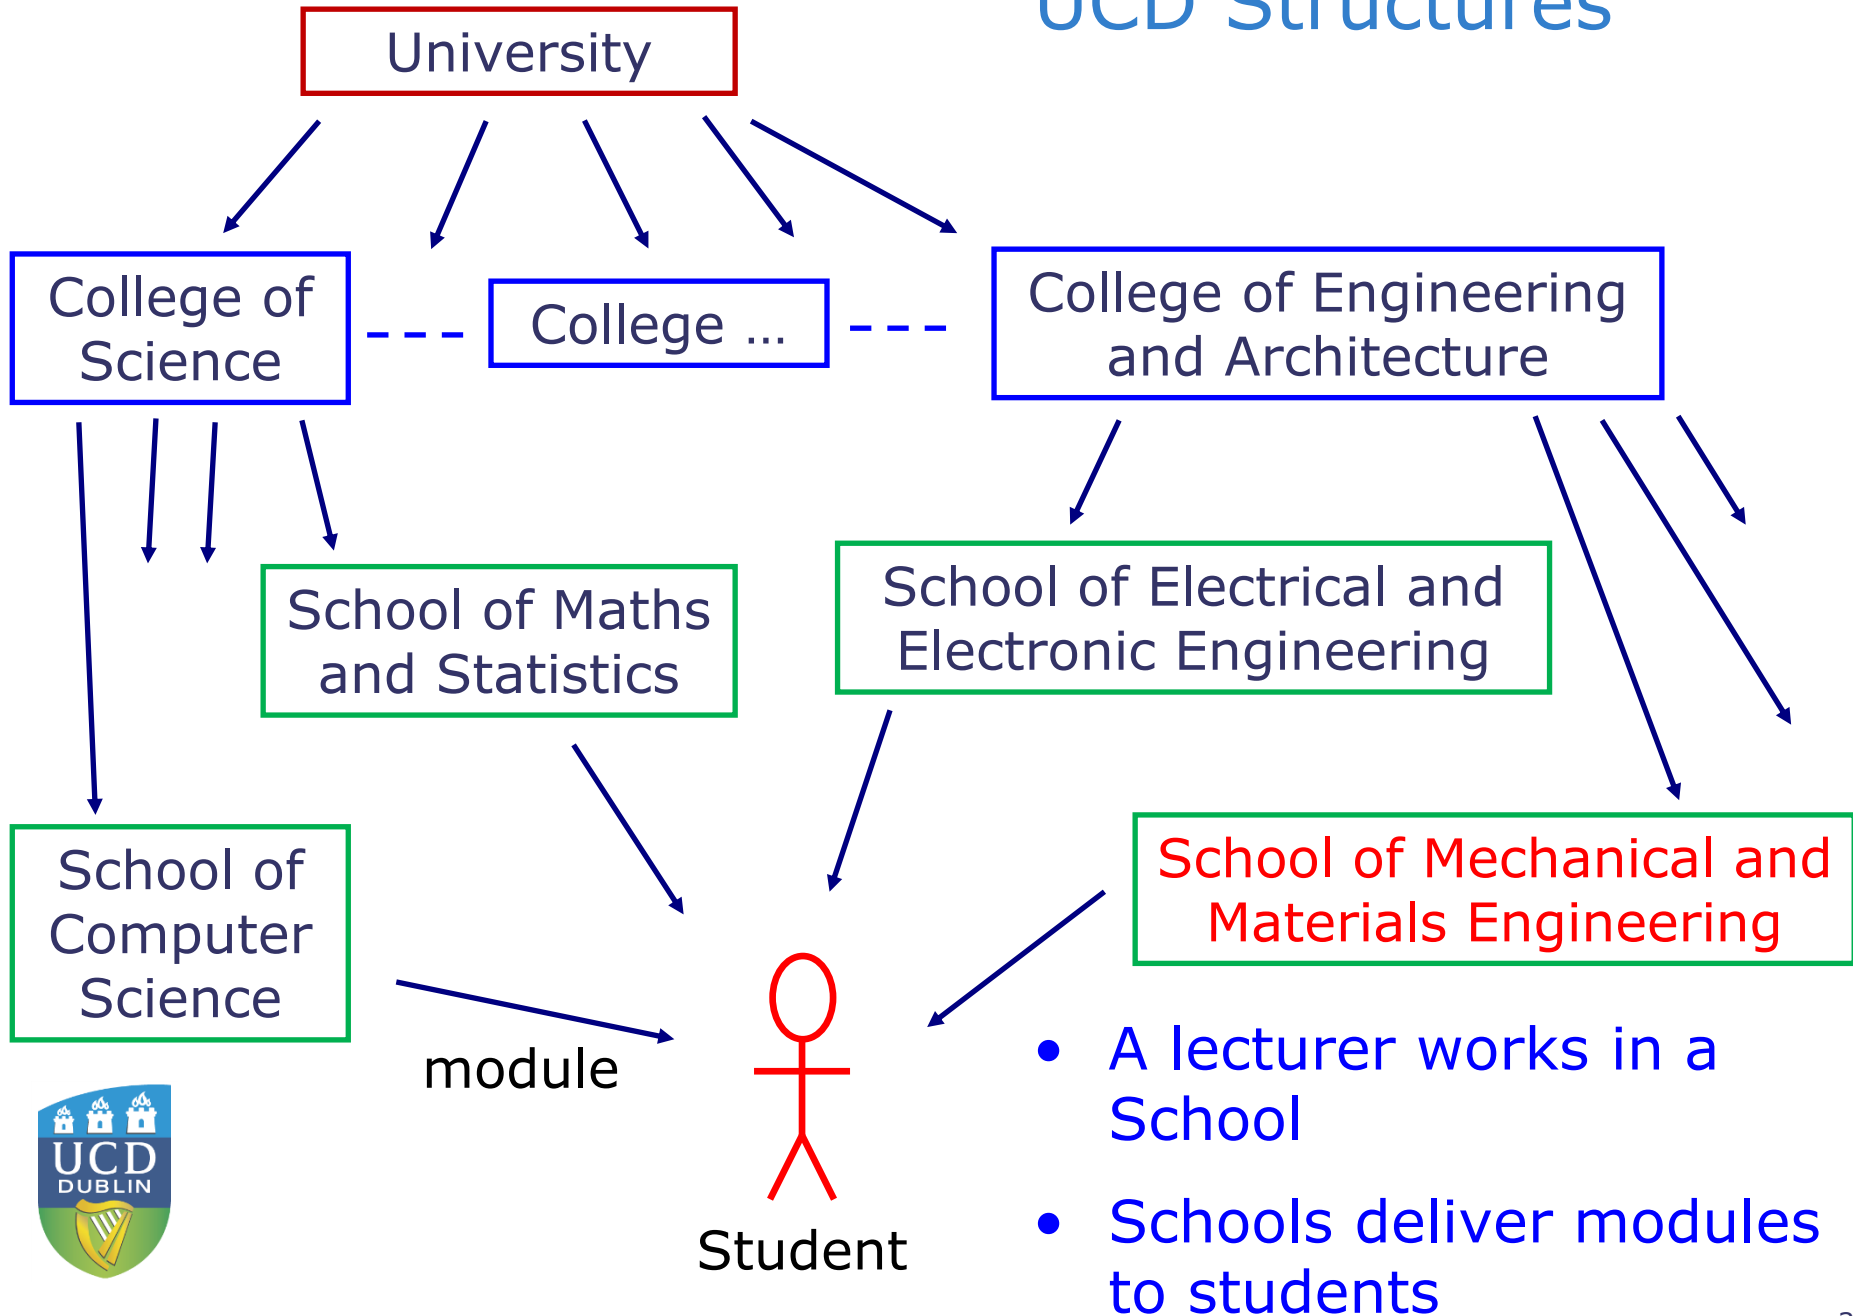 UCD Structures
University
College of
Science
College ...
College of Engineering
and Architecture
School of Maths
and Statistics
School of Electrical and
Electronic Engineering
School of
Computer
Science
School of Mechanical and
Materials Engineering
module
Student
• A lecturer works in a
School
• Schools deliver modules
to students
UCD
DUBLIN